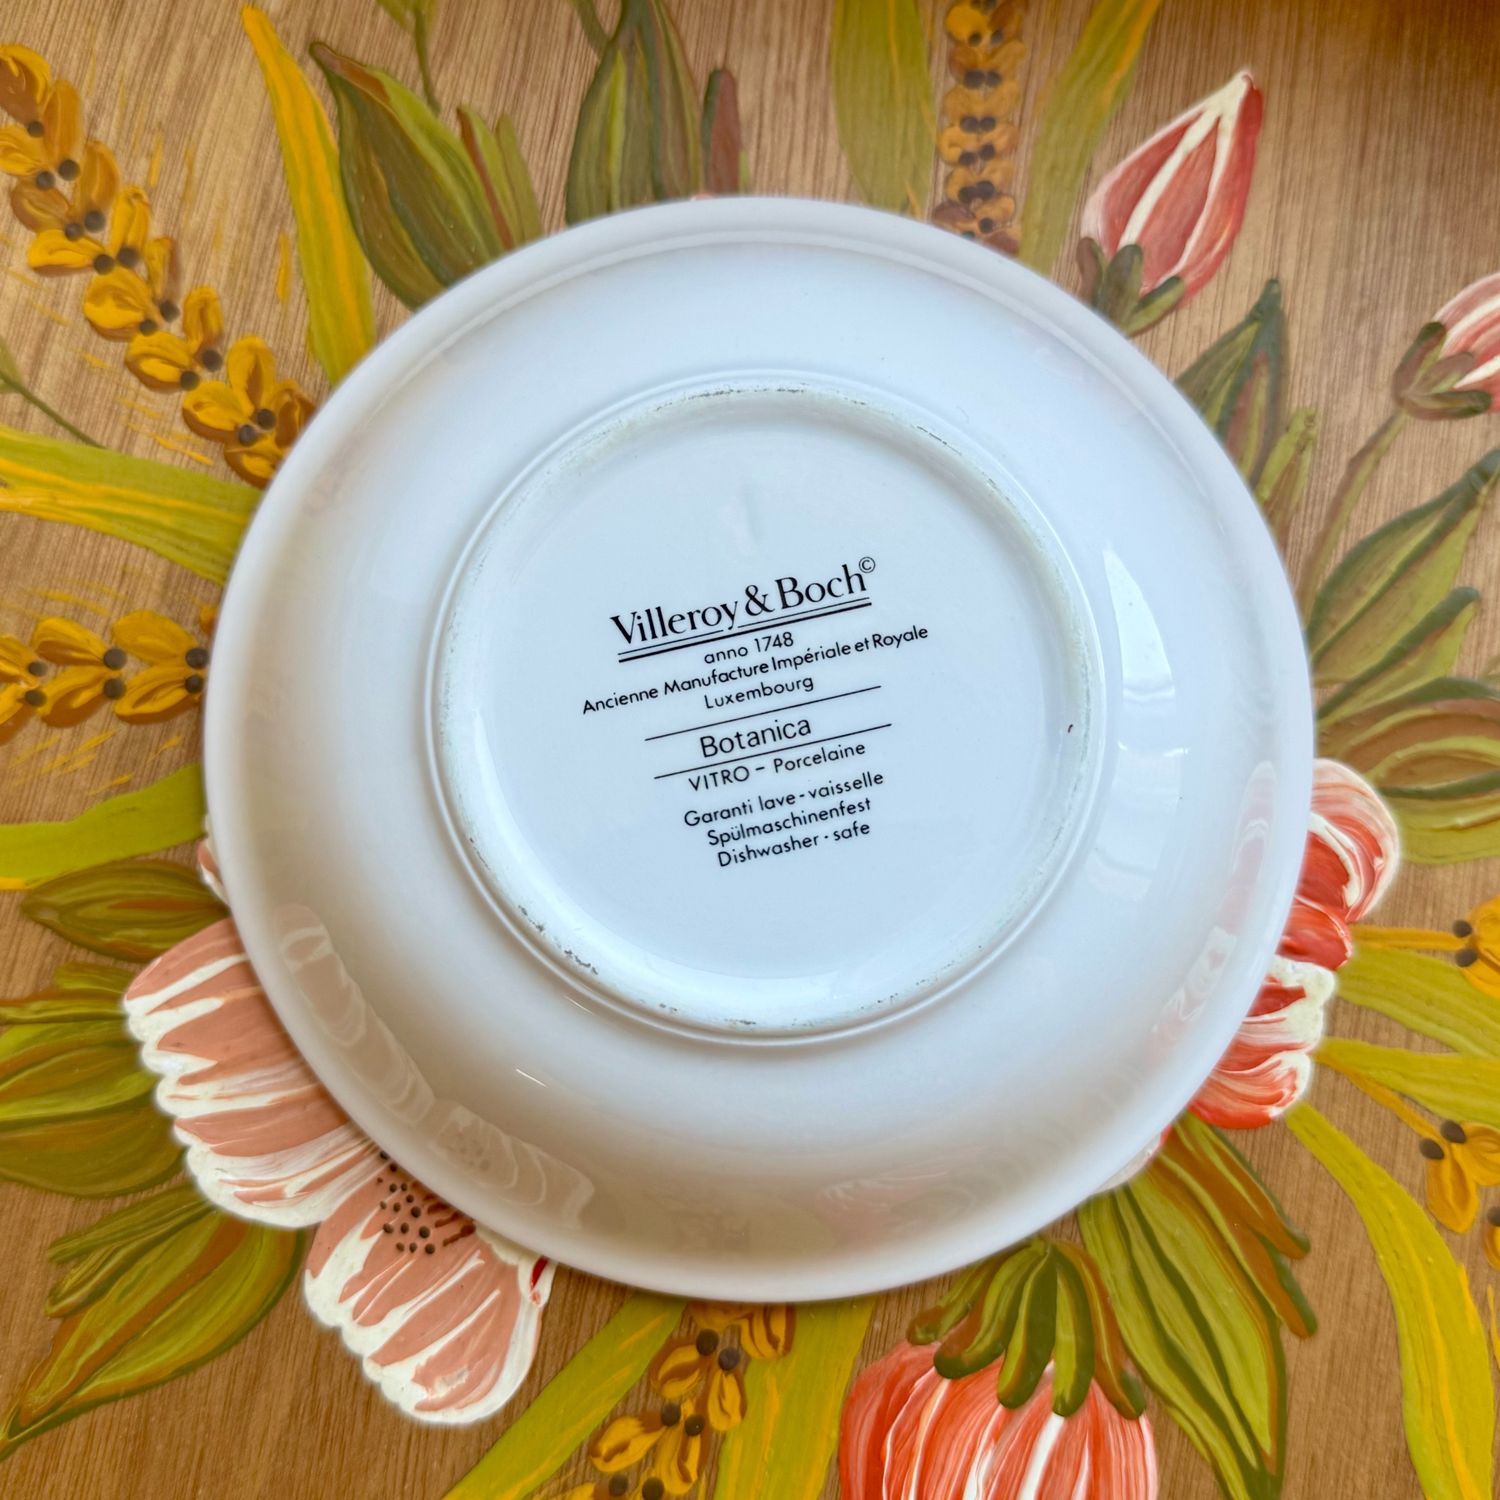 Villeroy & Boch©
anno 1748
Ancienne Manufacture Impériale et Royale
Luxembourg
Botanica
VITRO – Porcelaine
Garanti lave-vaisselle
Spülmaschinenfest
Dishwasher-safe